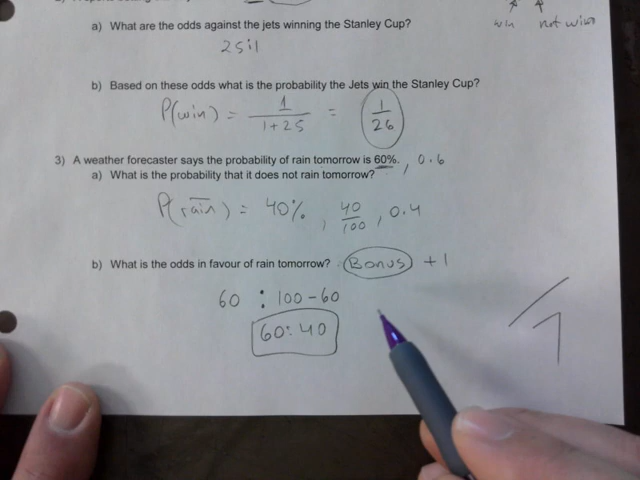 win not win
a) What are the odds against the jets winning the Stanley Cup?
25:1
b) Based on these odds what is the probability the Jets win the Stanley Cup?
P(win) = 1/1+25 = 1/26
3) A weather forecaster says the probability of rain tomorrow is 60%. , 0.6
a) What is the probability that it does not rain tomorrow?
P(r̅a̅i̅n̅) = 40%, 40/100, 0.4
b) What is the odds in favour of rain tomorrow? Bonus +1
60 : 100-60
60:40
/7